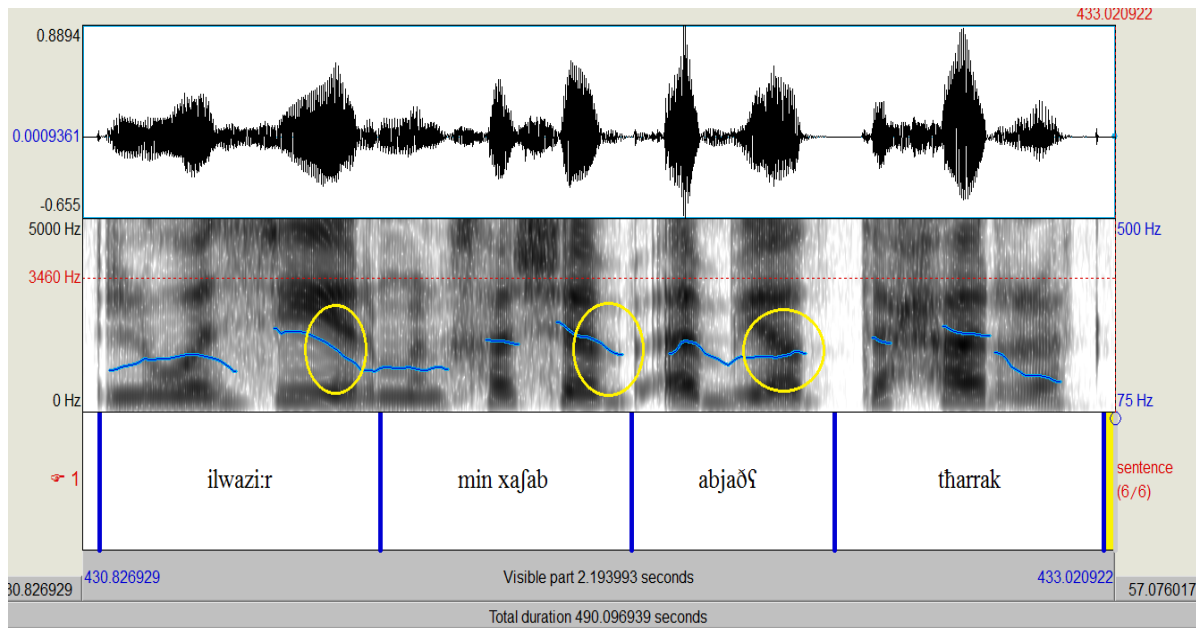 433.020922
0.8894
0.0009361
-0.655
5000 Hz
500 Hz
3460 Hz
0 Hz
75 Hz
☞ 1
ilwazi:r
min xaʃab
abjaðʕ
tħarrak
sentence
(6/6)
430.826929
Visible part 2.193993 seconds
433.020922
30.826929
57.076017
Total duration 490.096939 seconds